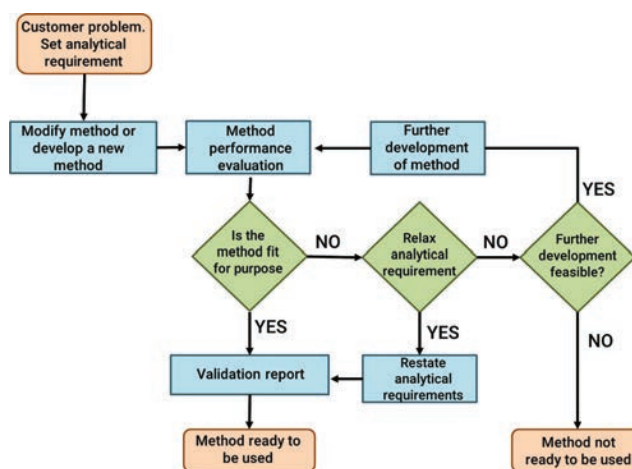 Customer problem.
Set analytical
requirement
Modify method or
develop a new
method
Method
performance
evaluation
Further
development
of method
YES
Is the
method fit
for purpose
NO
Relax
analytical
requirement
NO
Further
development
feasible?
YES
YES
NO
Validation report
Restate
analytical
requirements
Method ready to
be used
Method not
ready to be used